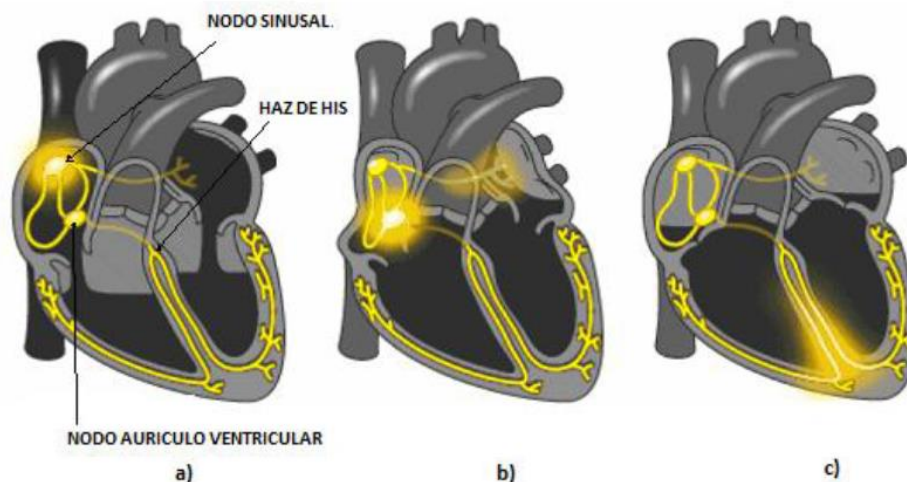 NODO SINUSAL.
HAZ DE HIS
NODO AURICULO VENTRICULAR
a)
b)
c)